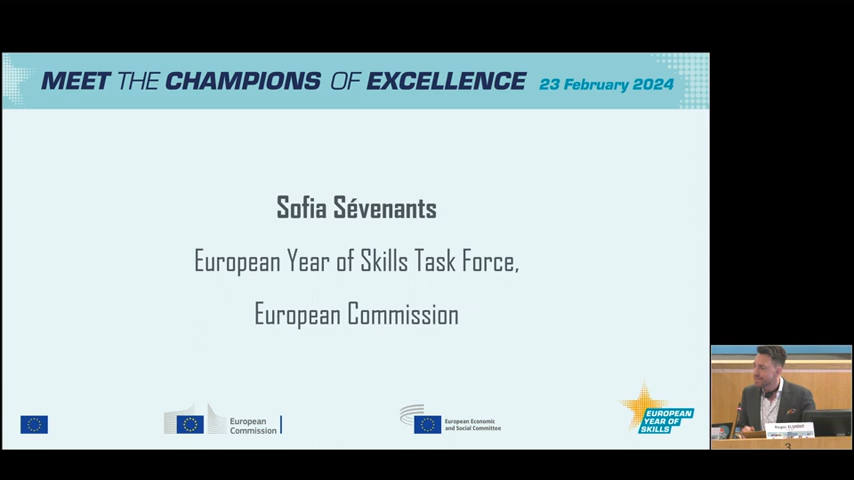 MEET THE CHAMPIONS OF EXCELLENCE 23 February 2024
Sofia Sévenants
European Year of Skills Task Force,
European Commission
European
Commission
European Economic
and Social Committee
EUROPEAN
YEAR OF
SKILLS
3